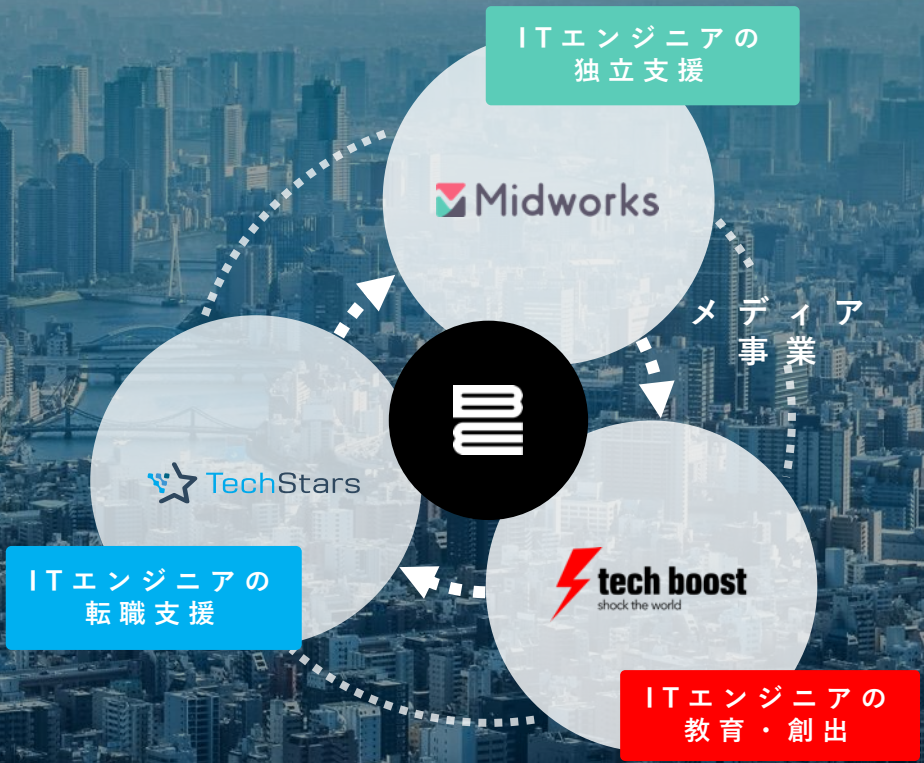 ITエンジニアの
独立支援
Midworks
メディア
事業
TechStars
ITエンジニアの
転職支援
tech boost
shock the world
ITエンジニアの
教育・創出